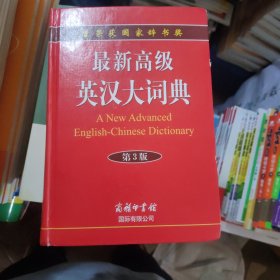 荣获国家辞书奖
最新高级
英汉大词典
A New Advanced
English-Chinese Dictionary
第3版
商务印书馆
国际有限公司